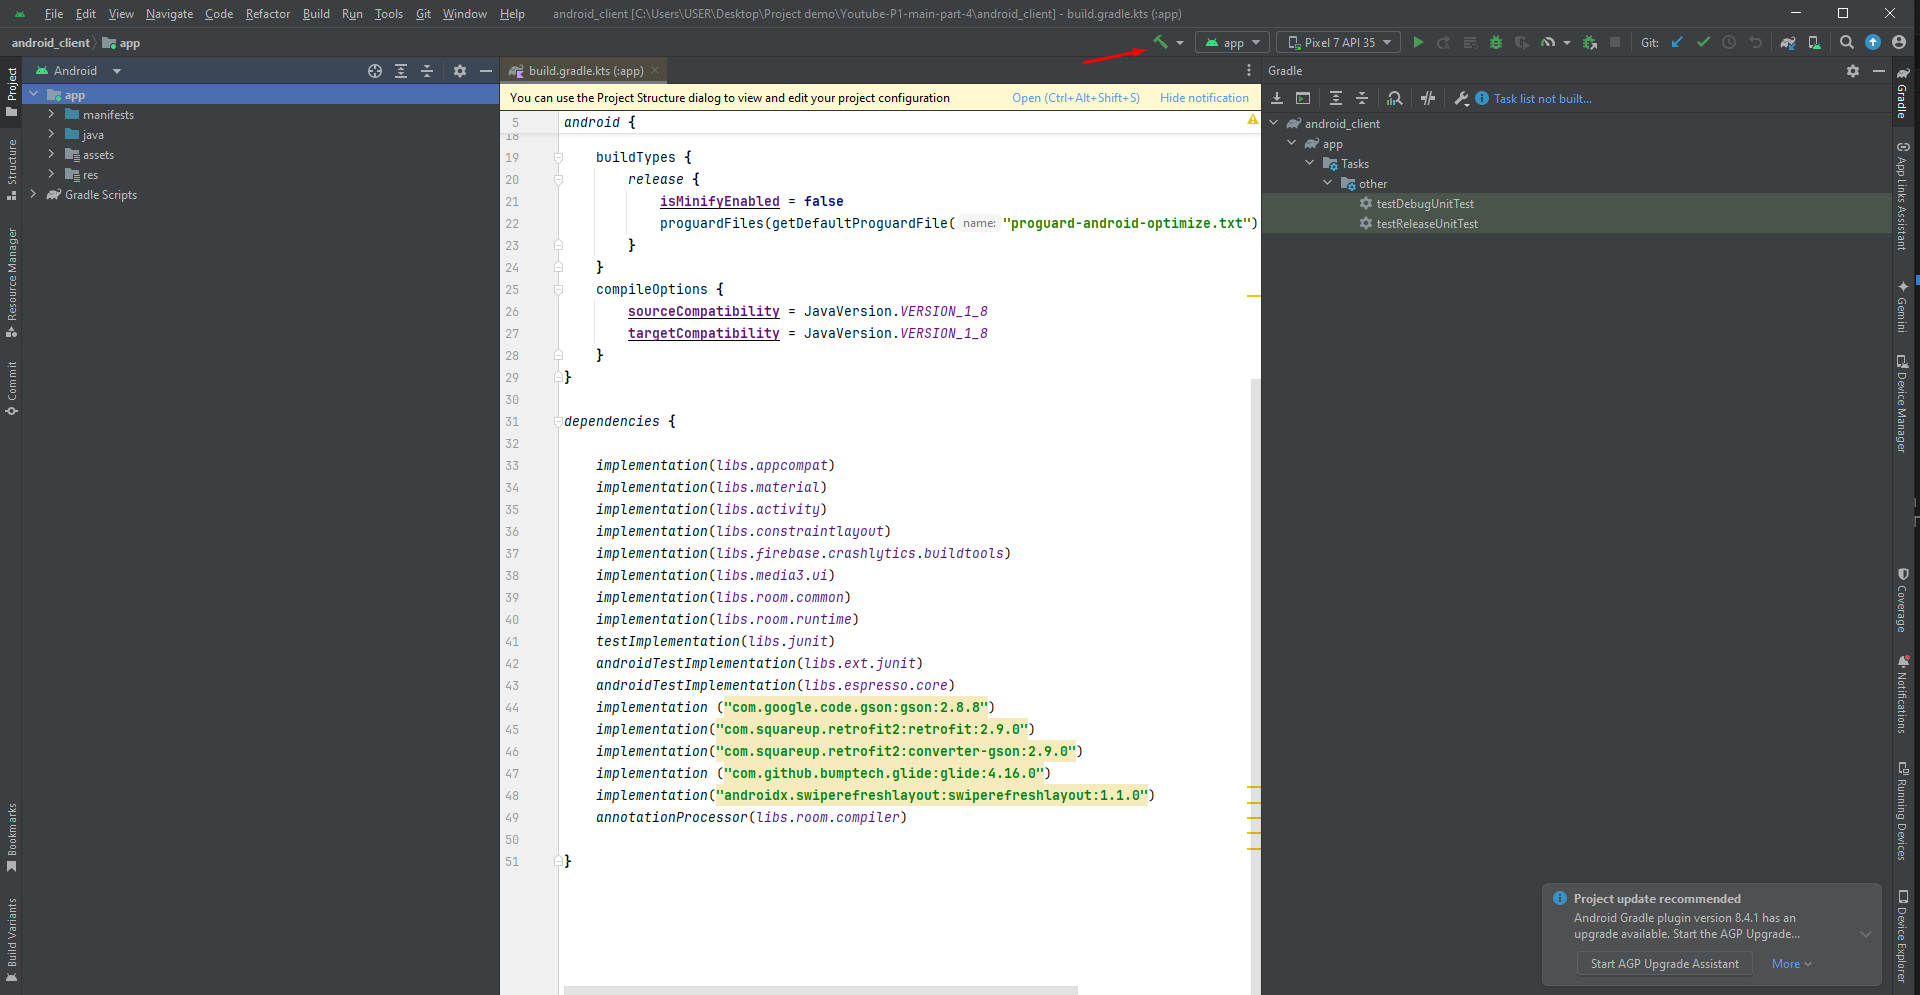 File Edit View Navigate Code Refactor Build Run Tools Git Window Help android_client [C:\Users\USER\Desktop\Project demo\Youtube-P1-main-part-4\android_client] - build.gradle.kts (:app)
android_client app
app Pixel 7 API 35 Git:
Project
Structure
Resource Manager
Commit
Bookmarks
Build Variants
Android
app
manifests
java
assets
res
Gradle Scripts
build.gradle.kts (:app)
You can use the Project Structure dialog to view and edit your project configuration Open (Ctrl+Alt+Shift+S) Hide notification
5 android {
18
19 buildTypes {
20 release {
21 isMinifyEnabled = false
22 proguardFiles(getDefaultProguardFile( name: "proguard-android-optimize.txt")
23 }
24 }
25 compileOptions {
26 sourceCompatibility = JavaVersion.VERSION_1_8
27 targetCompatibility = JavaVersion.VERSION_1_8
28 }
29 }
30
31 dependencies {
32
33 implementation(libs.appcompat)
34 implementation(libs.material)
35 implementation(libs.activity)
36 implementation(libs.constraintlayout)
37 implementation(libs.firebase.crashlytics.buildtools)
38 implementation(libs.media3.ui)
39 implementation(libs.room.common)
40 implementation(libs.room.runtime)
41 testImplementation(libs.junit)
42 androidTestImplementation(libs.ext.junit)
43 androidTestImplementation(libs.espresso.core)
44 implementation ("com.google.code.gson:gson:2.8.8")
45 implementation("com.squareup.retrofit2:retrofit:2.9.0")
46 implementation("com.squareup.retrofit2:converter-gson:2.9.0")
47 implementation ("com.github.bumptech.glide:glide:4.16.0")
48 implementation("androidx.swiperefreshlayout:swiperefreshlayout:1.1.0")
49 annotationProcessor(libs.room.compiler)
50
51 }
Gradle
Task list not built...
android_client
app
Tasks
other
testDebugUnitTest
testReleaseUnitTest
Project update recommended
Android Gradle plugin version 8.4.1 has an
upgrade available. Start the AGP Upgrade...
Start AGP Upgrade Assistant More
Gradle
App Links Assistant
Gemini
Device Manager
Coverage
Notifications
Running Devices
Device Explorer